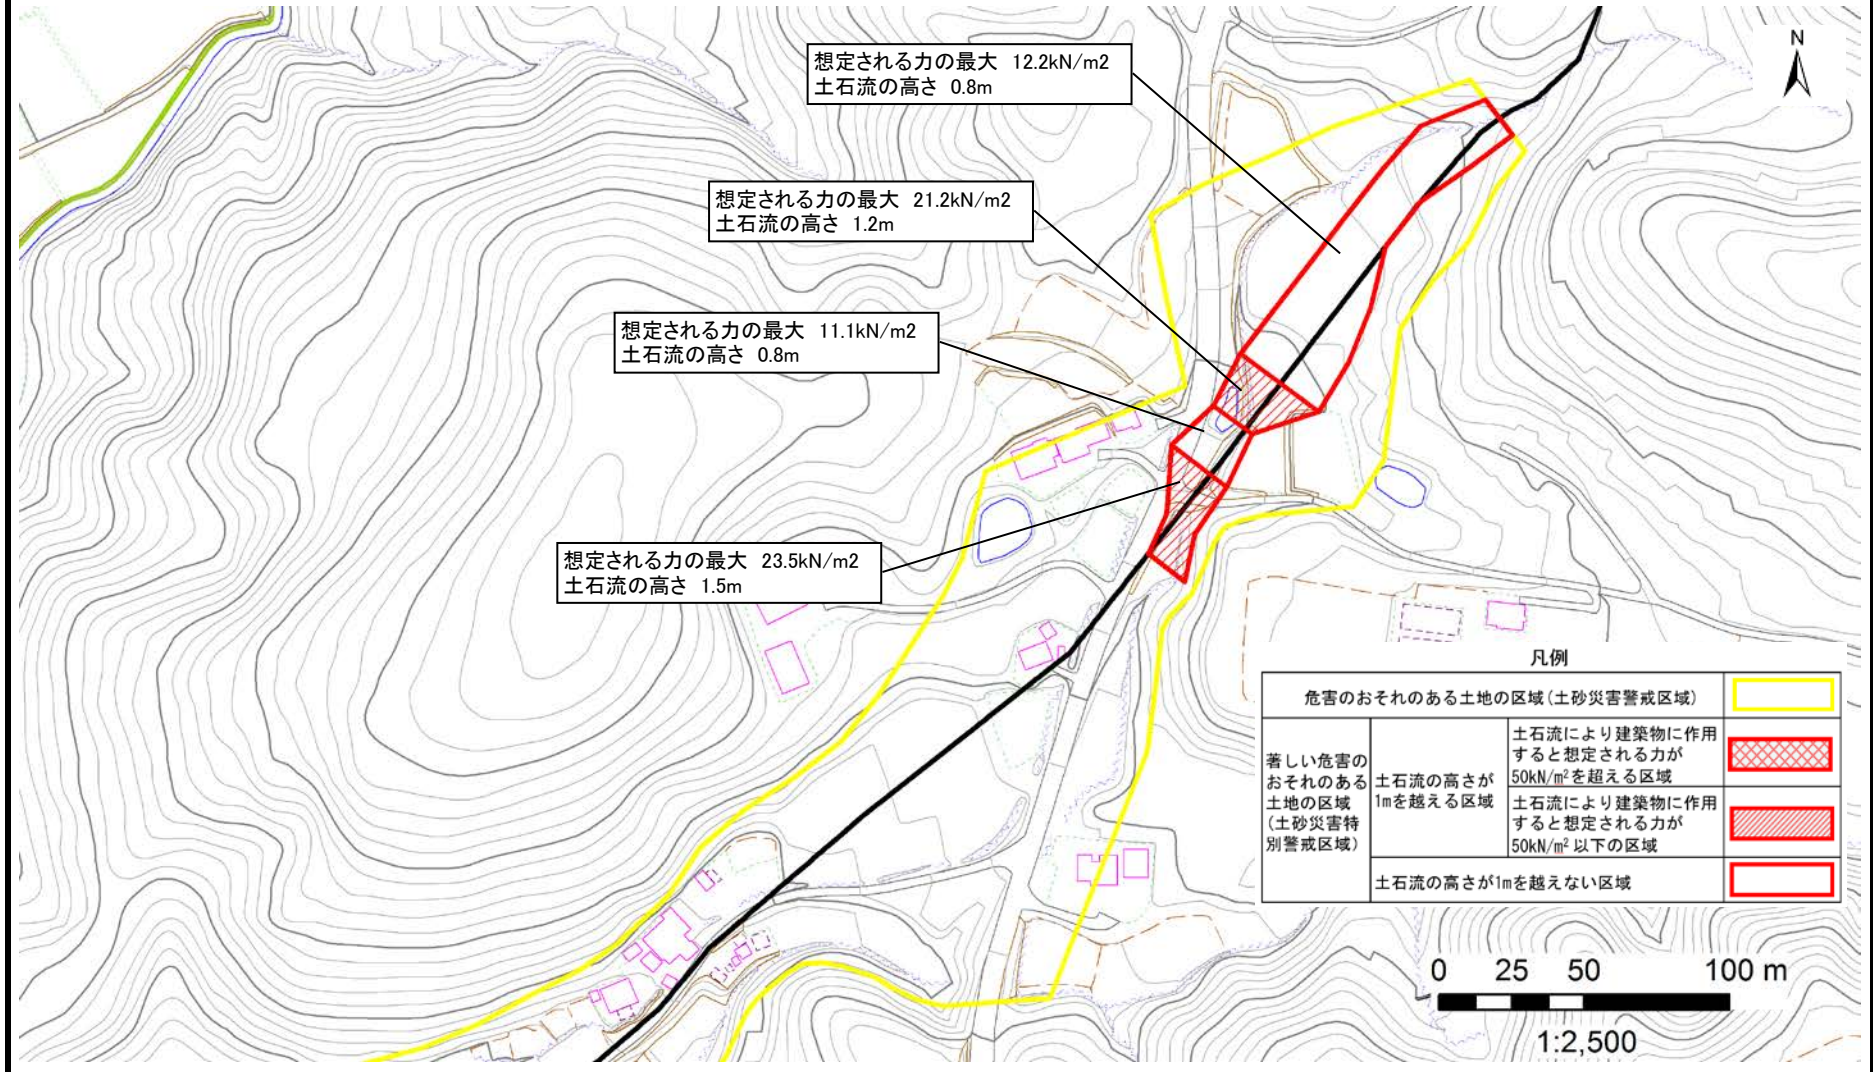 N
想定される力の最大 12.2kN/m2
土石流の高さ 0.8m
想定される力の最大 21.2kN/m2
土石流の高さ 1.2m
想定される力の最大 11.1kN/m2
土石流の高さ 0.8m
想定される力の最大 23.5kN/m2
土石流の高さ 1.5m
凡例
危害のおそれのある土地の区域(土砂災害警戒区域)
著しい危害の
おそれのある
土地の区域
(土砂災害特
別警戒区域)
土石流の高さが
1mを越える区域
土石流により建築物に作用
すると想定される力が
50kN/m²を超える区域
土石流により建築物に作用
すると想定される力が
50kN/m²以下の区域
土石流の高さが1mを越えない区域
0 25 50 100 m
1:2,500